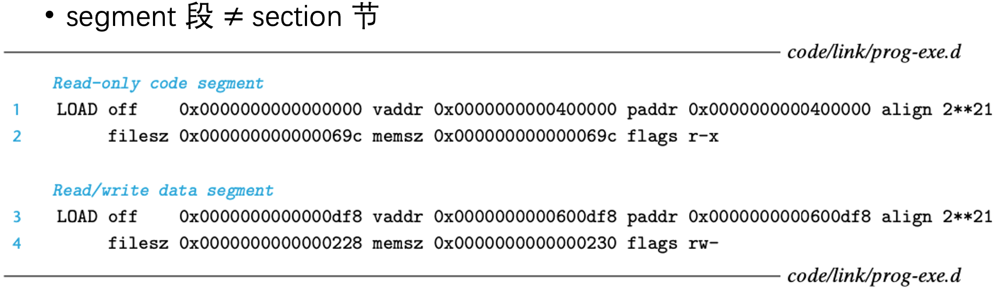 • segment 段 ≠ section 节
code/link/prog-exe.d
Read-only code segment
1 LOAD off 0x0000000000000000 vaddr 0x0000000000400000 paddr 0x0000000000400000 align 2**21
2 filesz 0x000000000000069c memsz 0x000000000000069c flags r-x
Read/write data segment
3 LOAD off 0x0000000000000df8 vaddr 0x0000000000600df8 paddr 0x0000000000600df8 align 2**21
4 filesz 0x0000000000000228 memsz 0x0000000000000230 flags rw-
code/link/prog-exe.d